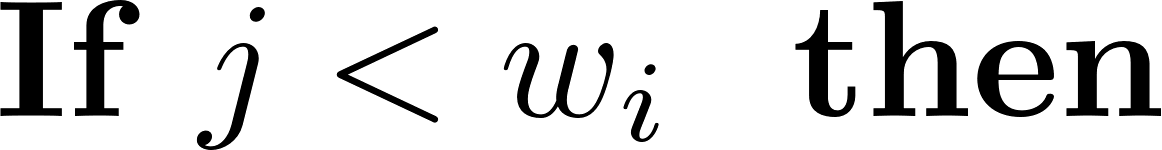 If j < w_i then